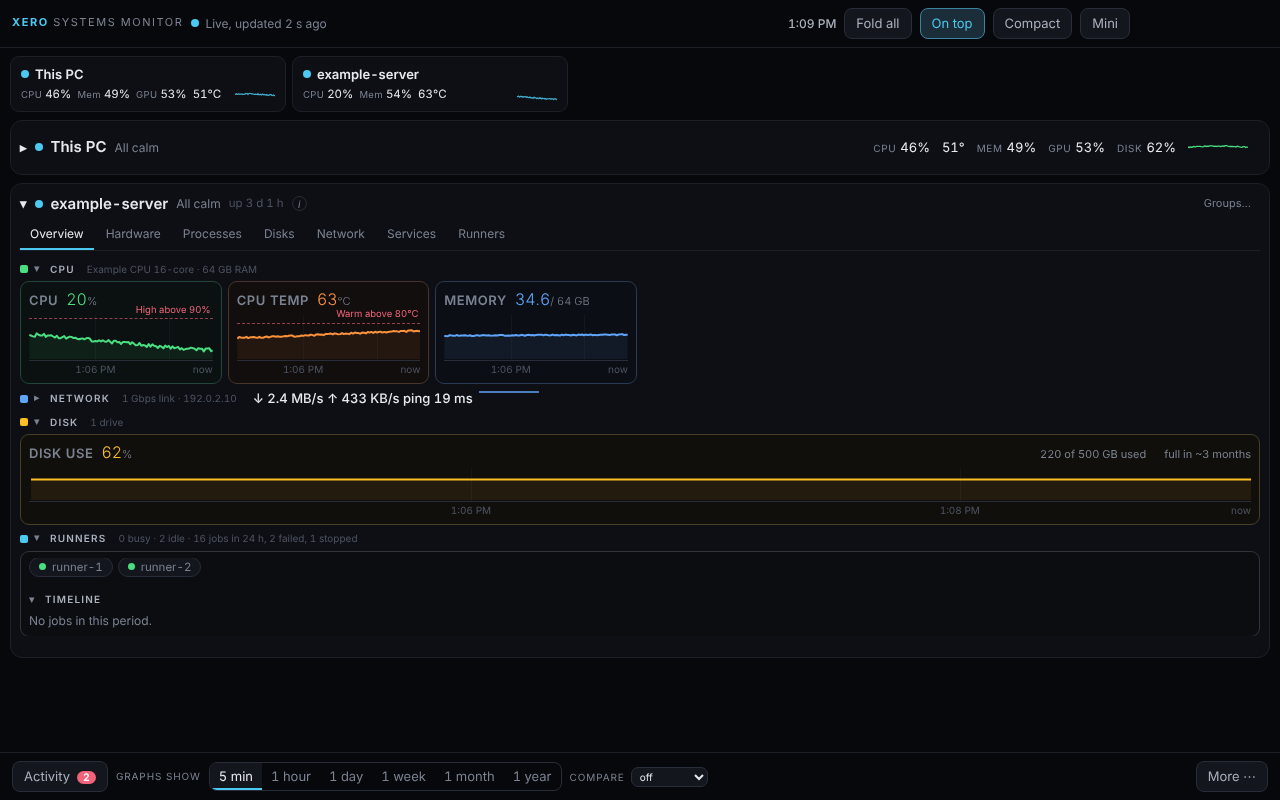 XERO SYSTEMS MONITOR Live, updated 2 s ago 1:09 PM Fold all On top Compact Mini
This PC
CPU 46% Mem 49% GPU 53% 51°C
example-server
CPU 20% Mem 54% 63°C
▸ This PC All calm CPU 46% 51° MEM 49% GPU 53% DISK 62%
▾ example-server All calm up 3 d 1 h i Groups...
Overview Hardware Processes Disks Network Services Runners
▾ CPU Example CPU 16-core · 64 GB RAM
CPU 20%
High above 90%
1:06 PM now
CPU TEMP 63°C
Warm above 80°C
1:06 PM now
MEMORY 34.6 / 64 GB
1:06 PM now
▸ NETWORK 1 Gbps link · 192.0.2.10 ↓ 2.4 MB/s ↑ 433 KB/s ping 19 ms
▾ DISK 1 drive
DISK USE 62% 220 of 500 GB used full in ~3 months
1:06 PM 1:08 PM now
▾ RUNNERS 0 busy · 2 idle · 16 jobs in 24 h, 2 failed, 1 stopped
runner-1 runner-2
▾ TIMELINE
No jobs in this period.
Activity 2 GRAPHS SHOW 5 min 1 hour 1 day 1 week 1 month 1 year COMPARE off More ···